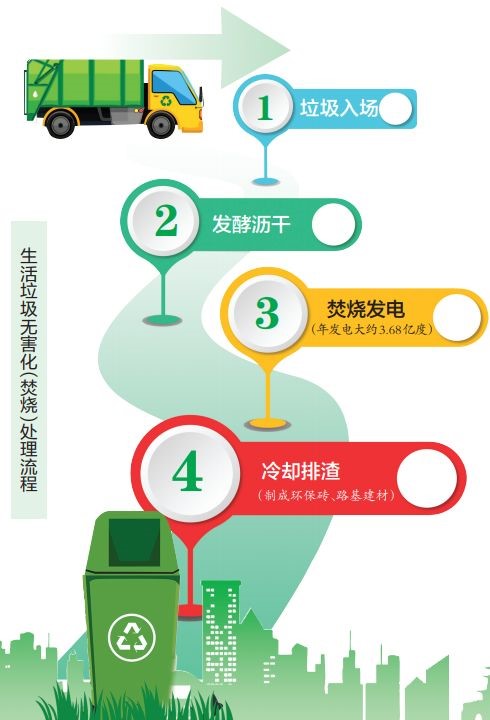 1
垃圾入场
2
发酵沥干
3
焚烧发电
(年发电大约3.68亿度)
4
冷却排渣
(制成环保砖、路基建材)
生活垃圾无害化(焚烧)处理流程